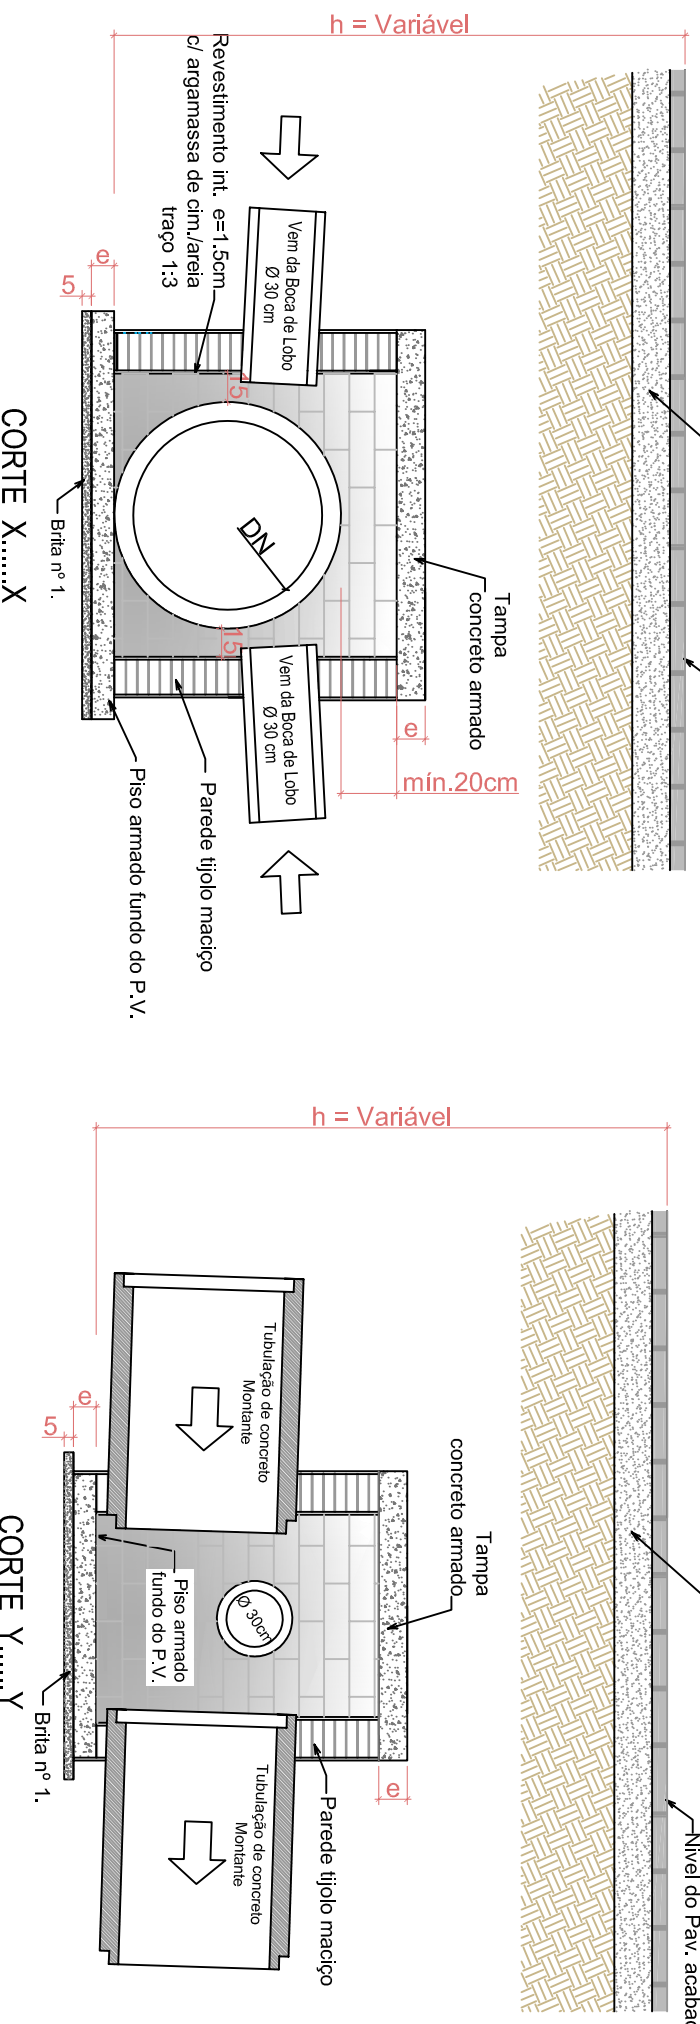 h = Variável
Revestimento int. e=1.5cm
c/ argamassa de cim./areia
traço 1:3
Vem da Boca de Lobo
Ø 30 cm
15
DN
15
Vem da Boca de Lobo
Ø 30 cm
Tampa
concreto armado
e
mín.20cm
e
5
Parede tijolo maciço
Piso armado fundo do P.V.
Brita nº 1.
CORTE X......X
h = Variável
Nível do Pav. acabad
Tubulação de concreto
Montante
Tampa
concreto armado
Ø 30cm
Piso armado
fundo do P.V.
e
5
e
Tubulação de concreto
Montante
Parede tijolo maciço
Brita nº 1.
CORTE Y......Y